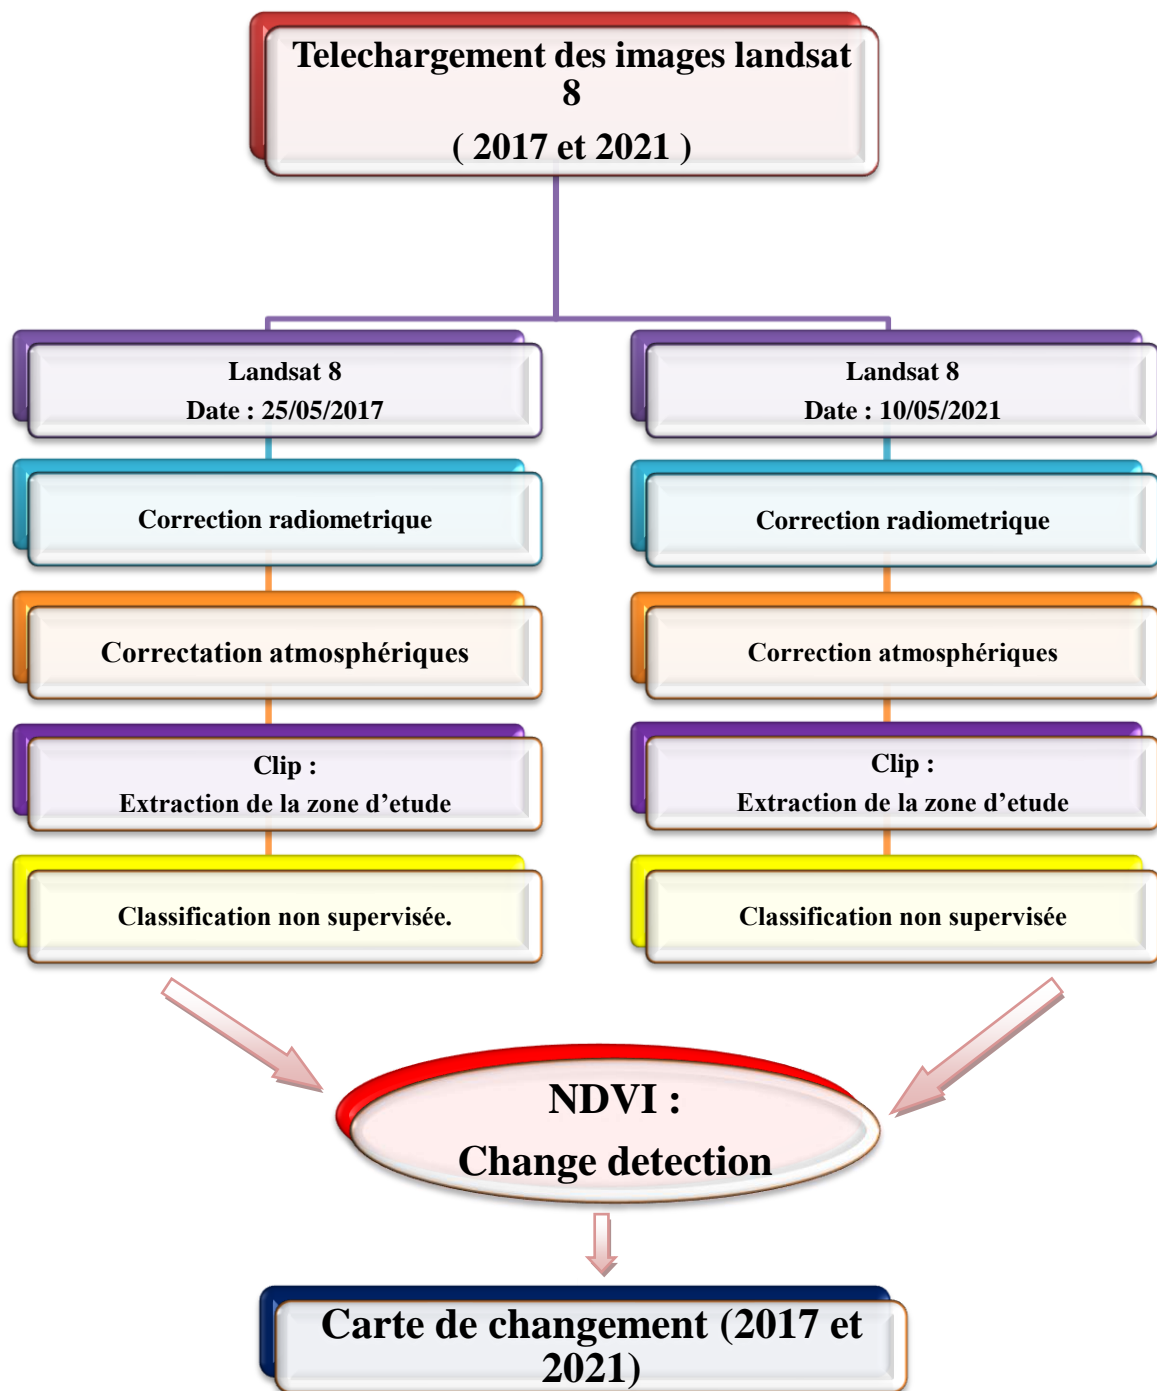 Telechargement des images landsat
8
( 2017 et 2021 )
Landsat 8
Date : 25/05/2017
Correction radiometrique
Correctation atmosphériques
Clip :
Extraction de la zone d’etude
Classification non supervisée.
Landsat 8
Date : 10/05/2021
Correction radiometrique
Correction atmosphériques
Clip :
Extraction de la zone d’etude
Classification non supervisée
NDVI :
Change detection
Carte de changement (2017 et
2021)